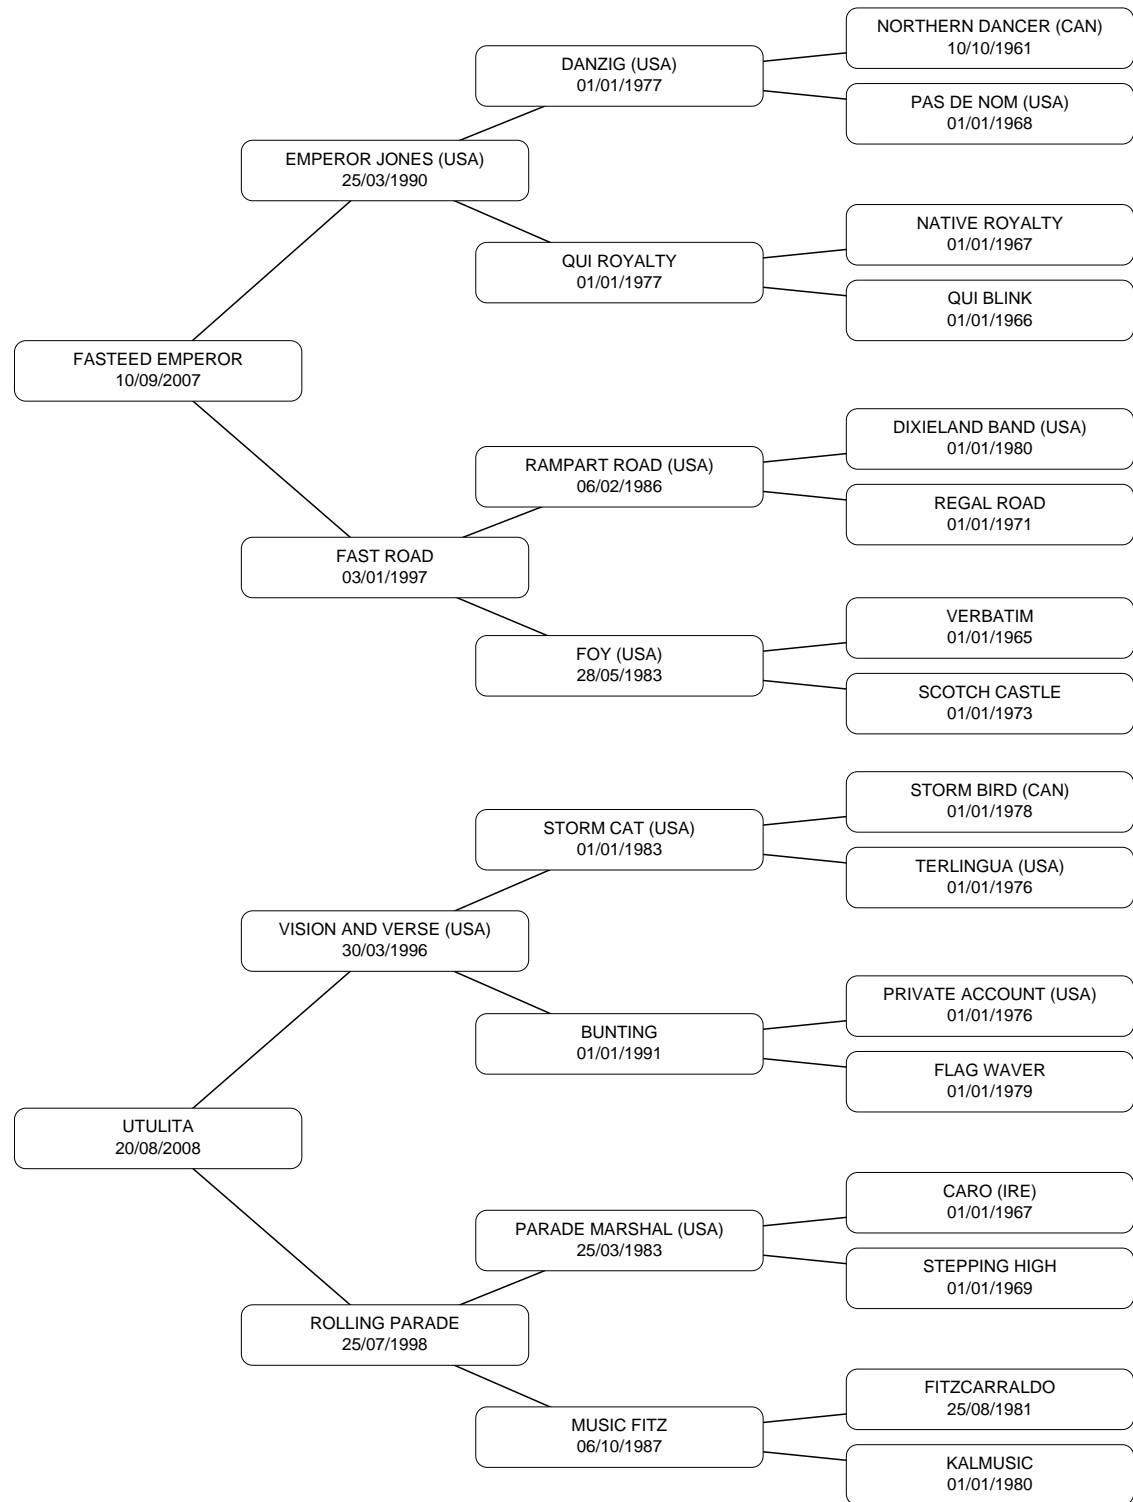 NORTHERN DANCER (CAN)
10/10/1961
DANZIG (USA)
01/01/1977
PAS DE NOM (USA)
01/01/1968
EMPEROR JONES (USA)
25/03/1990
NATIVE ROYALTY
01/01/1967
QUI ROYALTY
01/01/1977
QUI BLINK
01/01/1966
FASTEED EMPEROR
10/09/2007
DIXIELAND BAND (USA)
01/01/1980
RAMPART ROAD (USA)
06/02/1986
REGAL ROAD
01/01/1971
FAST ROAD
03/01/1997
VERBATIM
01/01/1965
FOY (USA)
28/05/1983
SCOTCH CASTLE
01/01/1973
STORM BIRD (CAN)
01/01/1978
STORM CAT (USA)
01/01/1983
TERLINGUA (USA)
01/01/1976
VISION AND VERSE (USA)
30/03/1996
PRIVATE ACCOUNT (USA)
01/01/1976
BUNTING
01/01/1991
FLAG WAVER
01/01/1979
UTULITA
20/08/2008
CARO (IRE)
01/01/1967
PARADE MARSHAL (USA)
25/03/1983
STEPPING HIGH
01/01/1969
ROLLING PARADE
25/07/1998
FITZCARRALDO
25/08/1981
MUSIC FITZ
06/10/1987
KALMUSIC
01/01/1980